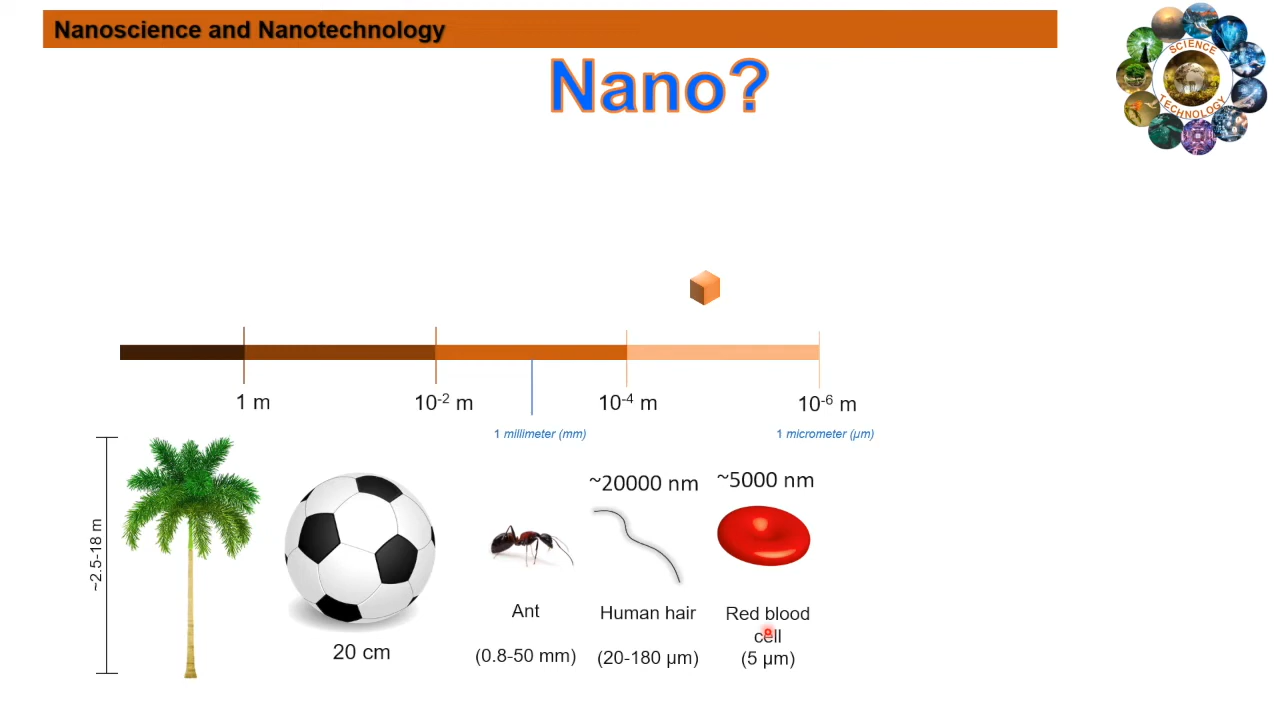 Nanoscience and Nanotechnology
SCIENCE
TECHNOLOGY
Nano?
1 m
10⁻² m
10⁻⁴ m
10⁻⁶ m
1 millimeter (mm)
1 micrometer (µm)
~20000 nm
~5000 nm
~2.5-18 m
20 cm
Ant
(0.8-50 mm)
Human hair
(20-180 µm)
Red blood
cell
(5 µm)